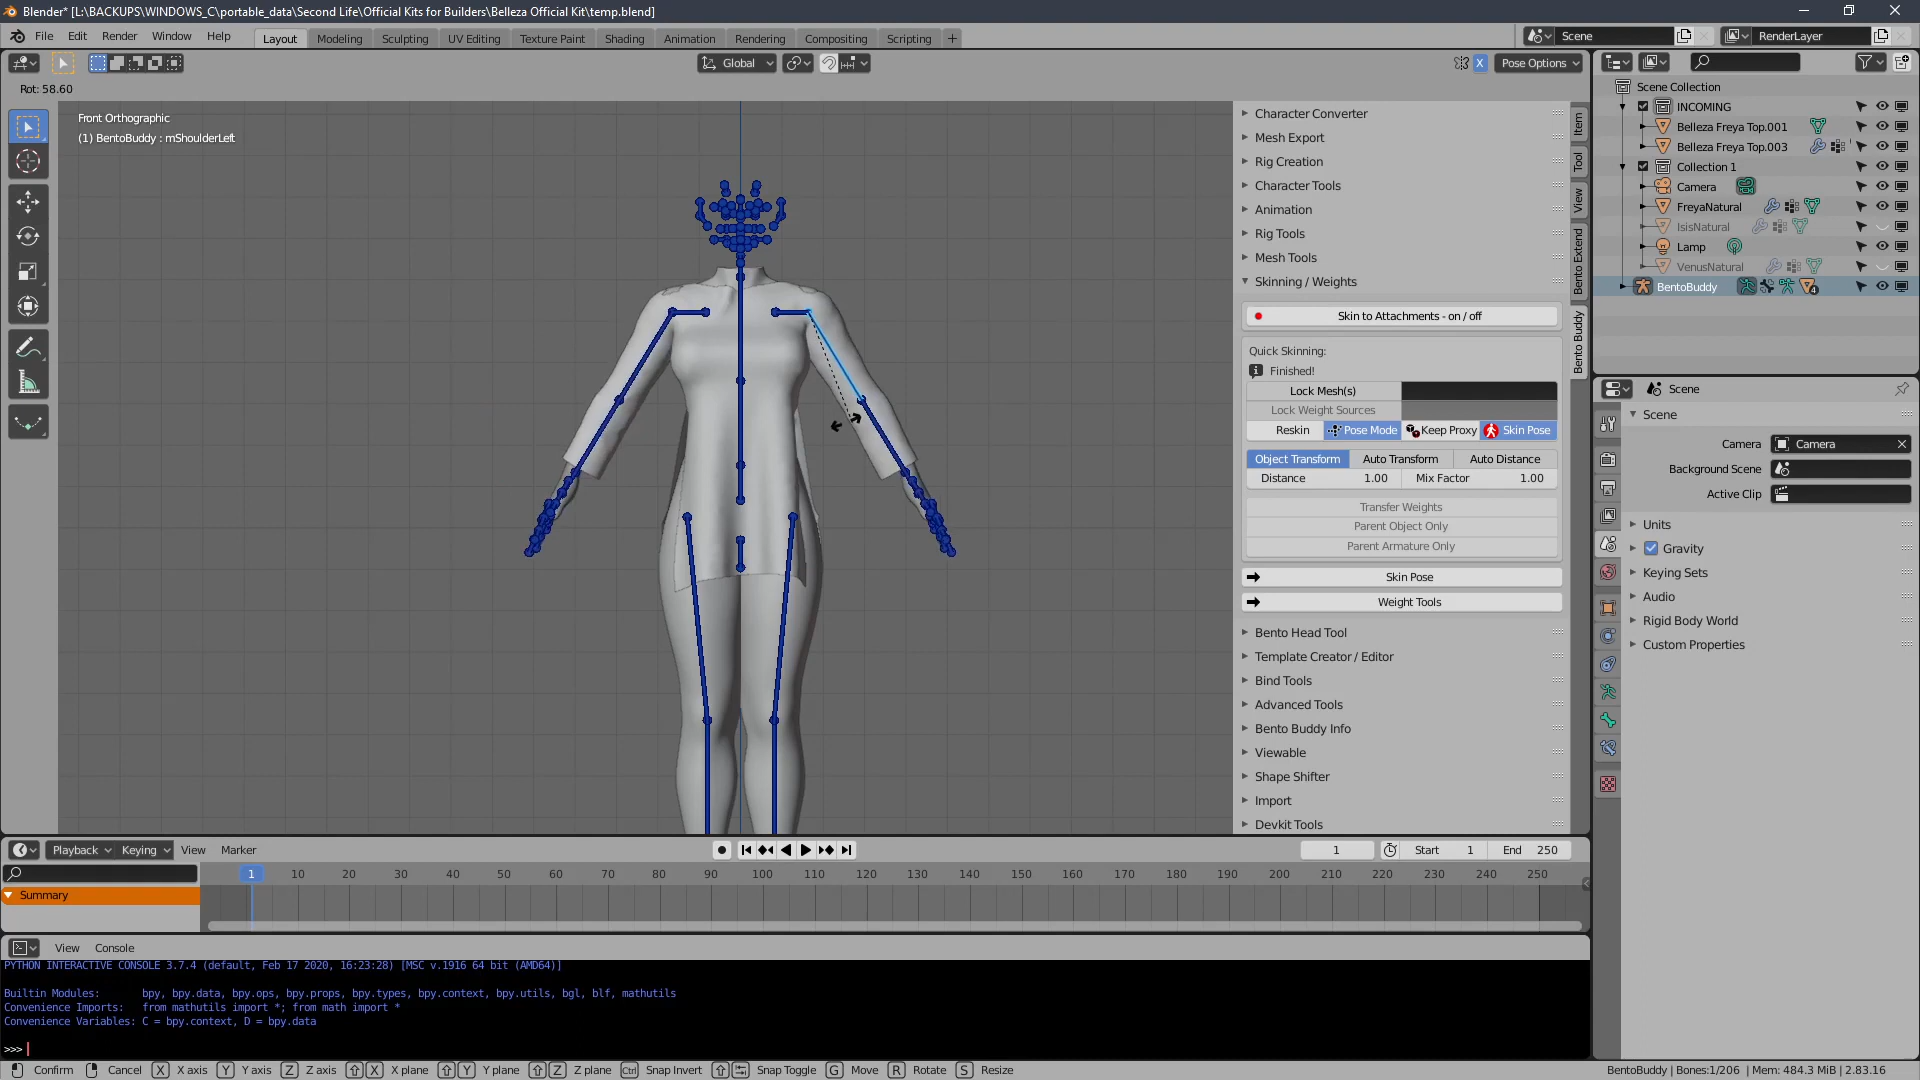 Blender* [L:\BACKUPS\WINDOWS_C\portable_data\Second Life\Official Kits for Builders\Belleza Official Kit\temp.blend]
File Edit Render Window Help Layout Modeling Sculpting UV Editing Texture Paint Shading Animation Rendering Compositing Scripting + Scene RenderLayer
Global X Pose Options
Rot: 58.60
Front Orthographic
(1) BentoBuddy : mShoulderLeft
Character Converter
Mesh Export
Rig Creation
Character Tools
Animation
Rig Tools
Mesh Tools
Skinning / Weights
Skin to Attachments - on / off
Quick Skinning:
Finished!
Lock Mesh(s)
Lock Weight Sources
Reskin Pose Mode Keep Proxy Skin Pose
Object Transform Auto Transform Auto Distance
Distance 1.00 Mix Factor 1.00
Transfer Weights
Parent Object Only
Parent Armature Only
Skin Pose
Weight Tools
Bento Head Tool
Template Creator / Editor
Bind Tools
Advanced Tools
Bento Buddy Info
Viewable
Shape Shifter
Import
Devkit Tools
Item
Tool
View
Bento Extend
Bento Buddy
Scene Collection
INCOMING
Belleza Freya Top.001
Belleza Freya Top.003
Collection 1
Camera
FreyaNatural
IsisNatural
Lamp
VenusNatural
BentoBuddy 4
Scene
Scene
Camera Camera
Background Scene
Active Clip
Units
Gravity
Keying Sets
Audio
Rigid Body World
Custom Properties
Playback Keying View Marker 1 Start 1 End 250
1 10 20 30 40 50 60 70 80 90 100 110 120 130 140 150 160 170 180 190 200 210 220 230 240 250
Summary
View Console
PYTHON INTERACTIVE CONSOLE 3.7.4 (default, Feb 17 2020, 16:23:28) [MSC v.1916 64 bit (AMD64)]
Builtin Modules: bpy, bpy.data, bpy.ops, bpy.props, bpy.types, bpy.context, bpy.utils, bgl, blf, mathutils
Convenience Imports: from mathutils import *; from math import *
Convenience Variables: C = bpy.context, D = bpy.data
>>>
Confirm Cancel X X axis Y Y axis Z Z axis X X plane Y Y plane Z Z plane Ctrl Snap Invert Snap Toggle G Move R Rotate S Resize BentoBuddy | Bones:1/206 | Mem: 484.3 MiB | 2.83.16